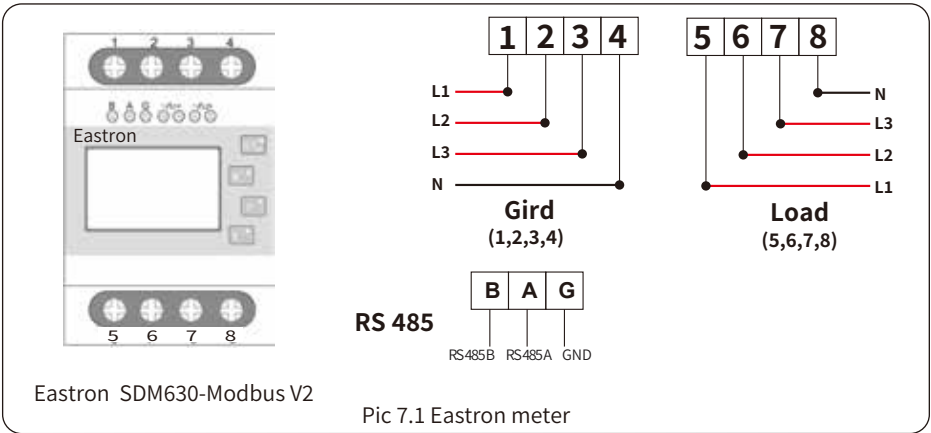 1 2 3 4
B A G
Eastron
5 6 7 8
Eastron SDM630-Modbus V2
1 2 3 4
L1
L2
L3
N
Gird
(1,2,3,4)
5 6 7 8
N
L3
L2
L1
Load
(5,6,7,8)
RS 485
B A G
RS485B RS485A GND
Pic 7.1 Eastron meter